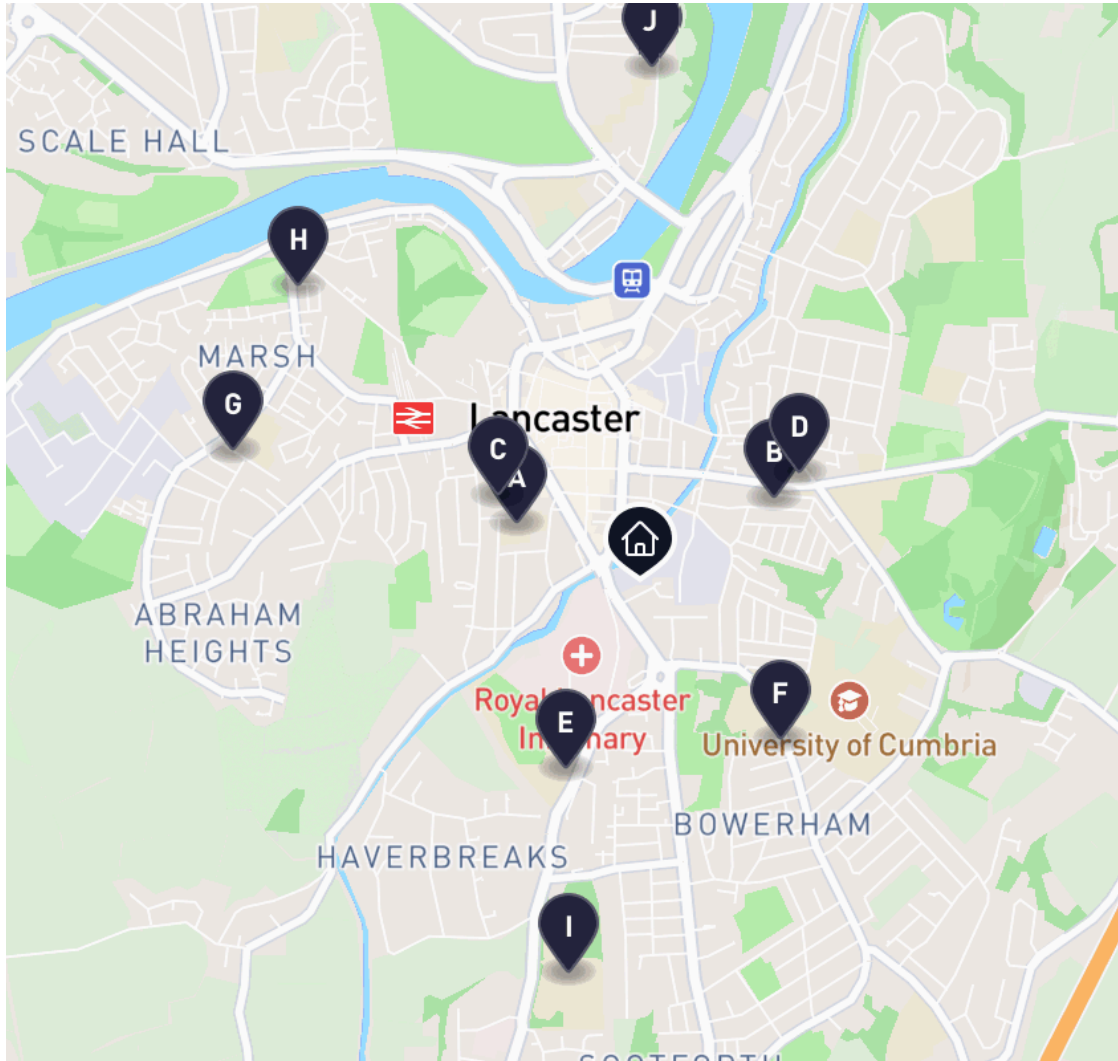 J
SCALE HALL
H
MARSH
G
Lancaster
C
A
B
D
ABRAHAM
HEIGHTS
Royal Lancaster
Infirmary
E
F
University of Cumbria
BOWERHAM
HAVERBREAKS
I